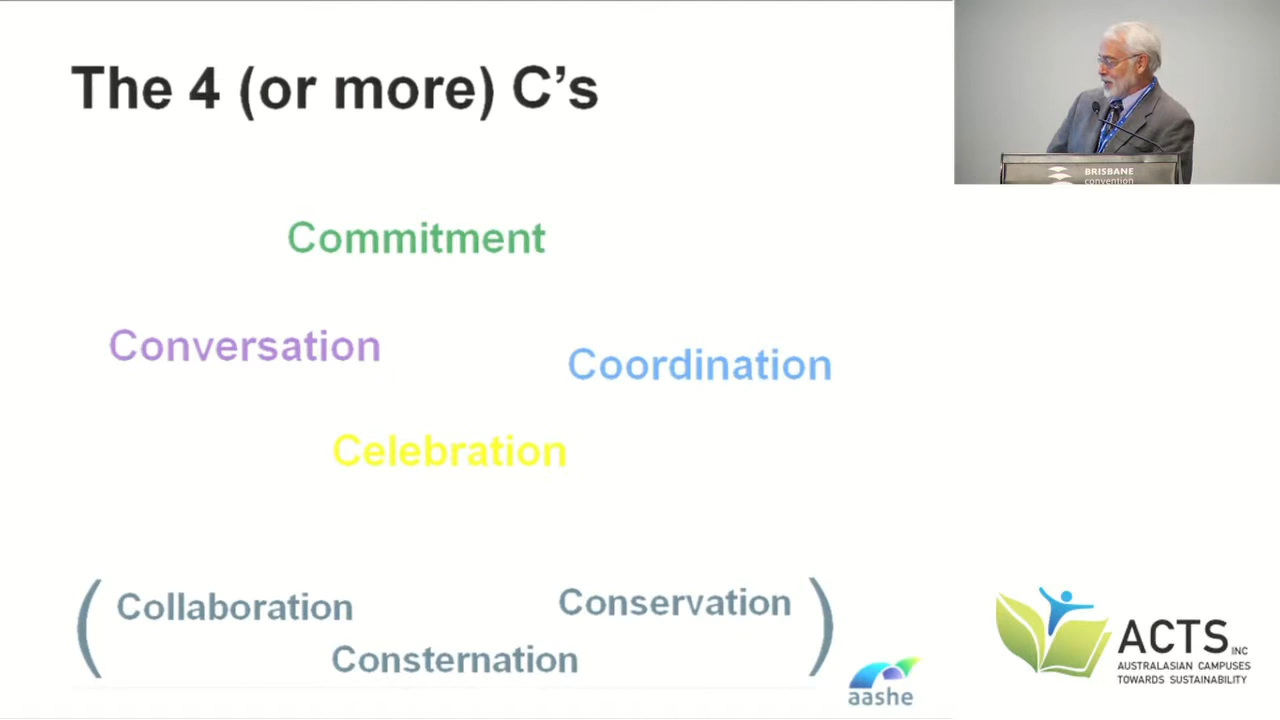 The 4 (or more) C's
Commitment
Conversation
Coordination
Celebration
Collaboration
Conservation
Consternation
aashe
BRISBANE
convention
ACTS INC
AUSTRALASIAN CAMPUSES
TOWARDS SUSTAINABILITY